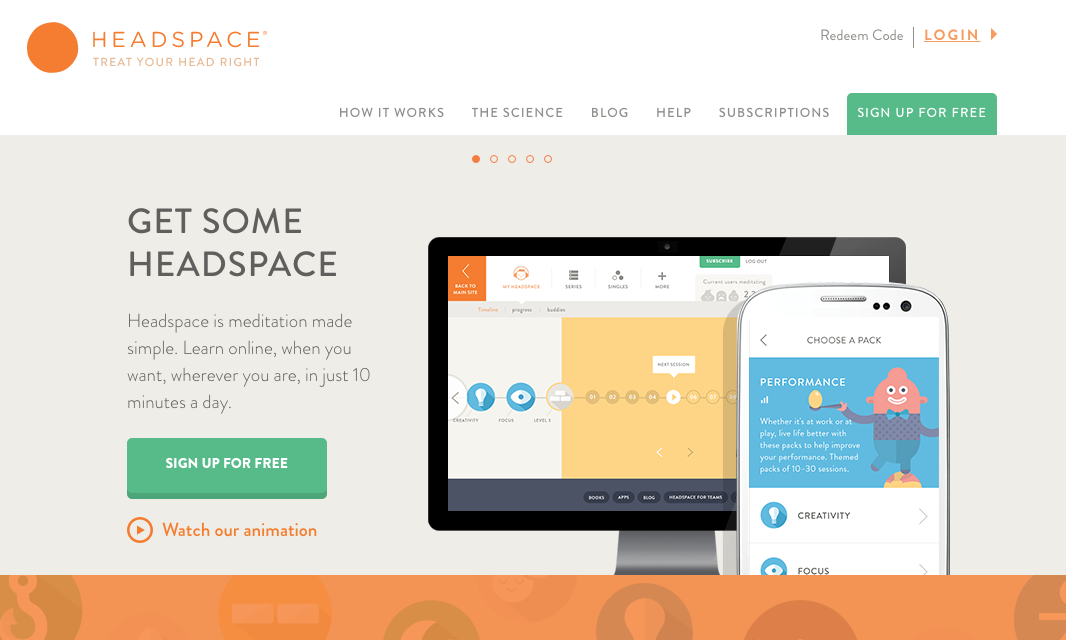 HEADSPACE®
TREAT YOUR HEAD RIGHT
Redeem Code
LOGIN
HOW IT WORKS
THE SCIENCE
BLOG
HELP
SUBSCRIPTIONS
SIGN UP FOR FREE
GET SOME
HEADSPACE
Headspace is meditation made
simple. Learn online, when you
want, wherever you are, in just 10
minutes a day.
SIGN UP FOR FREE
Watch our animation
BACK TO
MAIN SITE
MY HEADSPACE
SERIES
SINGLES
MORE
SUBSCRIBE
LOG OUT
Current users meditating
Timeline
progress
buddies
NEXT SESSION
01
02
03
04
06
07
CREATIVITY
FOCUS
LEVEL 3
BOOKS
APPS
BLOG
HEADSPACE FOR TEAMS
CHOOSE A PACK
PERFORMANCE
Whether it's at work or at
play, live life better with
these packs to help improve
your performance. Themed
packs of 10–30 sessions.
CREATIVITY
FOCUS